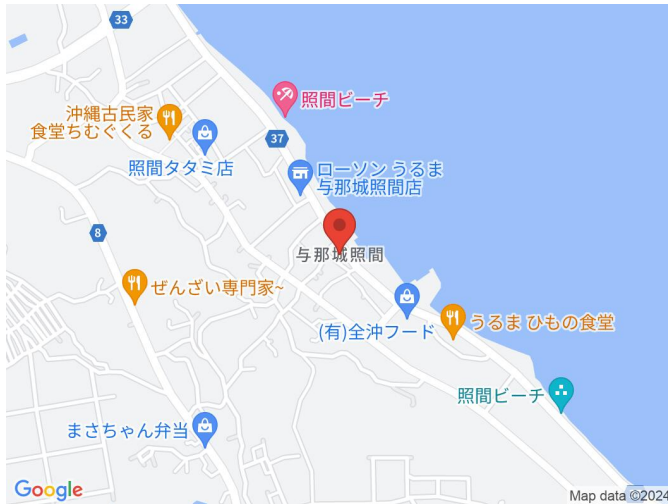 33
照間ビーチ
沖縄古民家
食堂ちむぐくる
37
照間タタミ店
ローソン うるま
与那城照間店
8
与那城照間
ぜんざい専門家~
(有)全沖フード
うるま ひもの食堂
照間ビーチ
まさちゃん弁当
Google
Map data ©2024